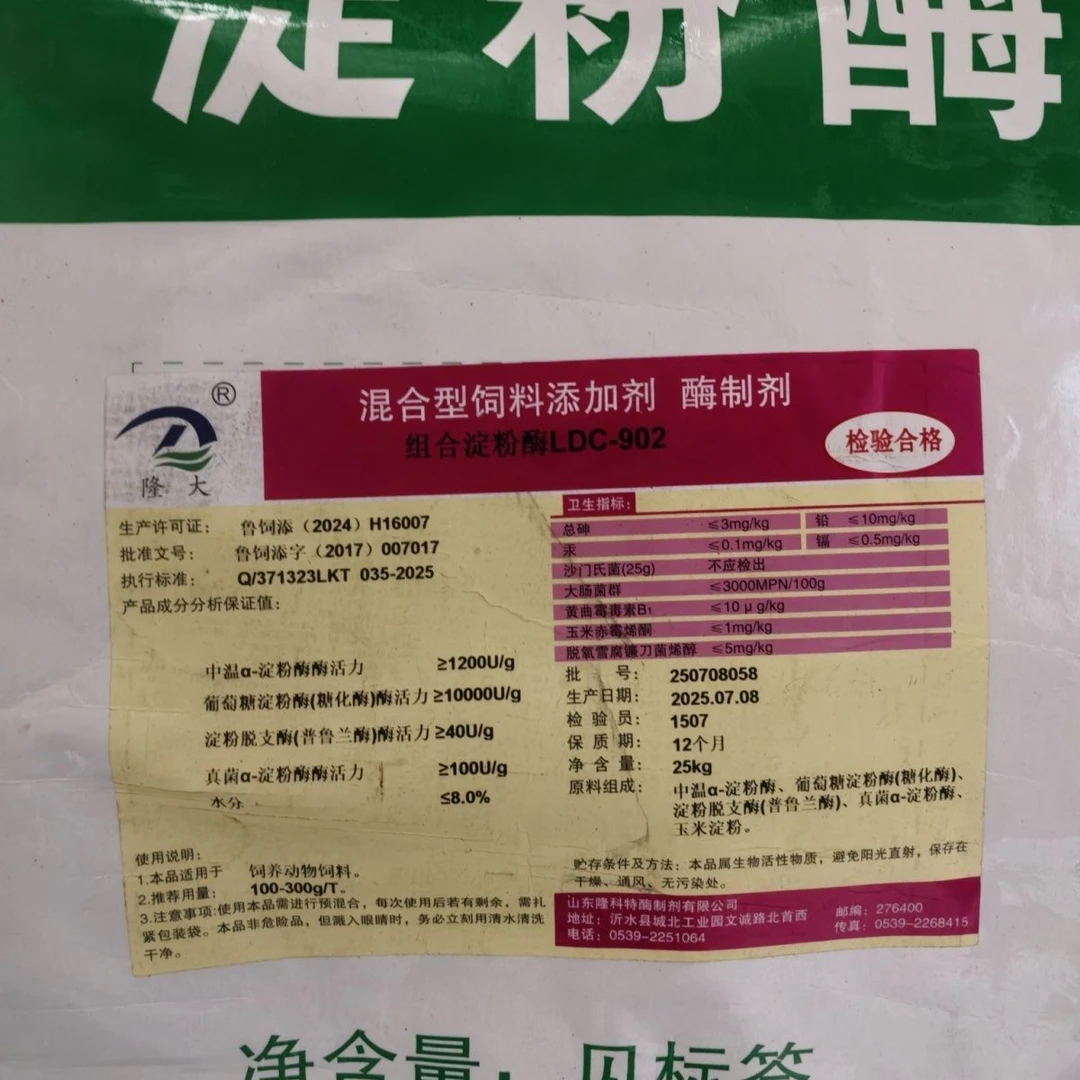 淀粉酶
®
隆大
混合型饲料添加剂 酶制剂
组合淀粉酶LDC-902
检验合格
生产许可证: 鲁饲添（2024）H16007
批准文号: 鲁饲添字（2017）007017
执行标准: Q/371323LKT 035-2025
产品成分分析保证值:
中温α-淀粉酶酶活力 ≥1200U/g
葡萄糖淀粉酶(糖化酶)酶活力 ≥10000U/g
淀粉脱支酶(普鲁兰酶)酶活力 ≥40U/g
真菌α-淀粉酶酶活力 ≥100U/g
水分 ≤8.0%
使用说明:
1.本品适用于 饲养动物饲料。
2.推荐用量: 100-300g/T。
3.注意事项:使用本品需进行预混合，每次使用后若有剩余，需扎
紧包装袋。本品非危险品，但溅入眼睛时，务必立刻用清水清洗
干净。
卫生指标:
总砷 ≤3mg/kg 铅 ≤10mg/kg
汞 ≤0.1mg/kg 镉 ≤0.5mg/kg
沙门氏菌(25g) 不应检出
大肠菌群 ≤3000MPN/100g
黄曲霉毒素B₁ ≤10μg/kg
玉米赤霉烯酮 ≤1mg/kg
脱氧雪腐镰刀菌烯醇 ≤5mg/kg
批号: 250708058
生产日期: 2025.07.08
检验员: 1507
保质期: 12个月
净含量: 25kg
原料组成: 中温α-淀粉酶、葡萄糖淀粉酶(糖化酶)、
淀粉脱支酶(普鲁兰酶)、真菌α-淀粉酶、
玉米淀粉。
贮存条件及方法: 本品属生物活性物质，避免阳光直射，保存在
干燥、通风、无污染处。
山东隆科特酶制剂有限公司
地址: 沂水县城北工业园文诚路北首西 邮编: 276400
电话: 0539-2251064 传真: 0539-2268415
净含量: 见标签